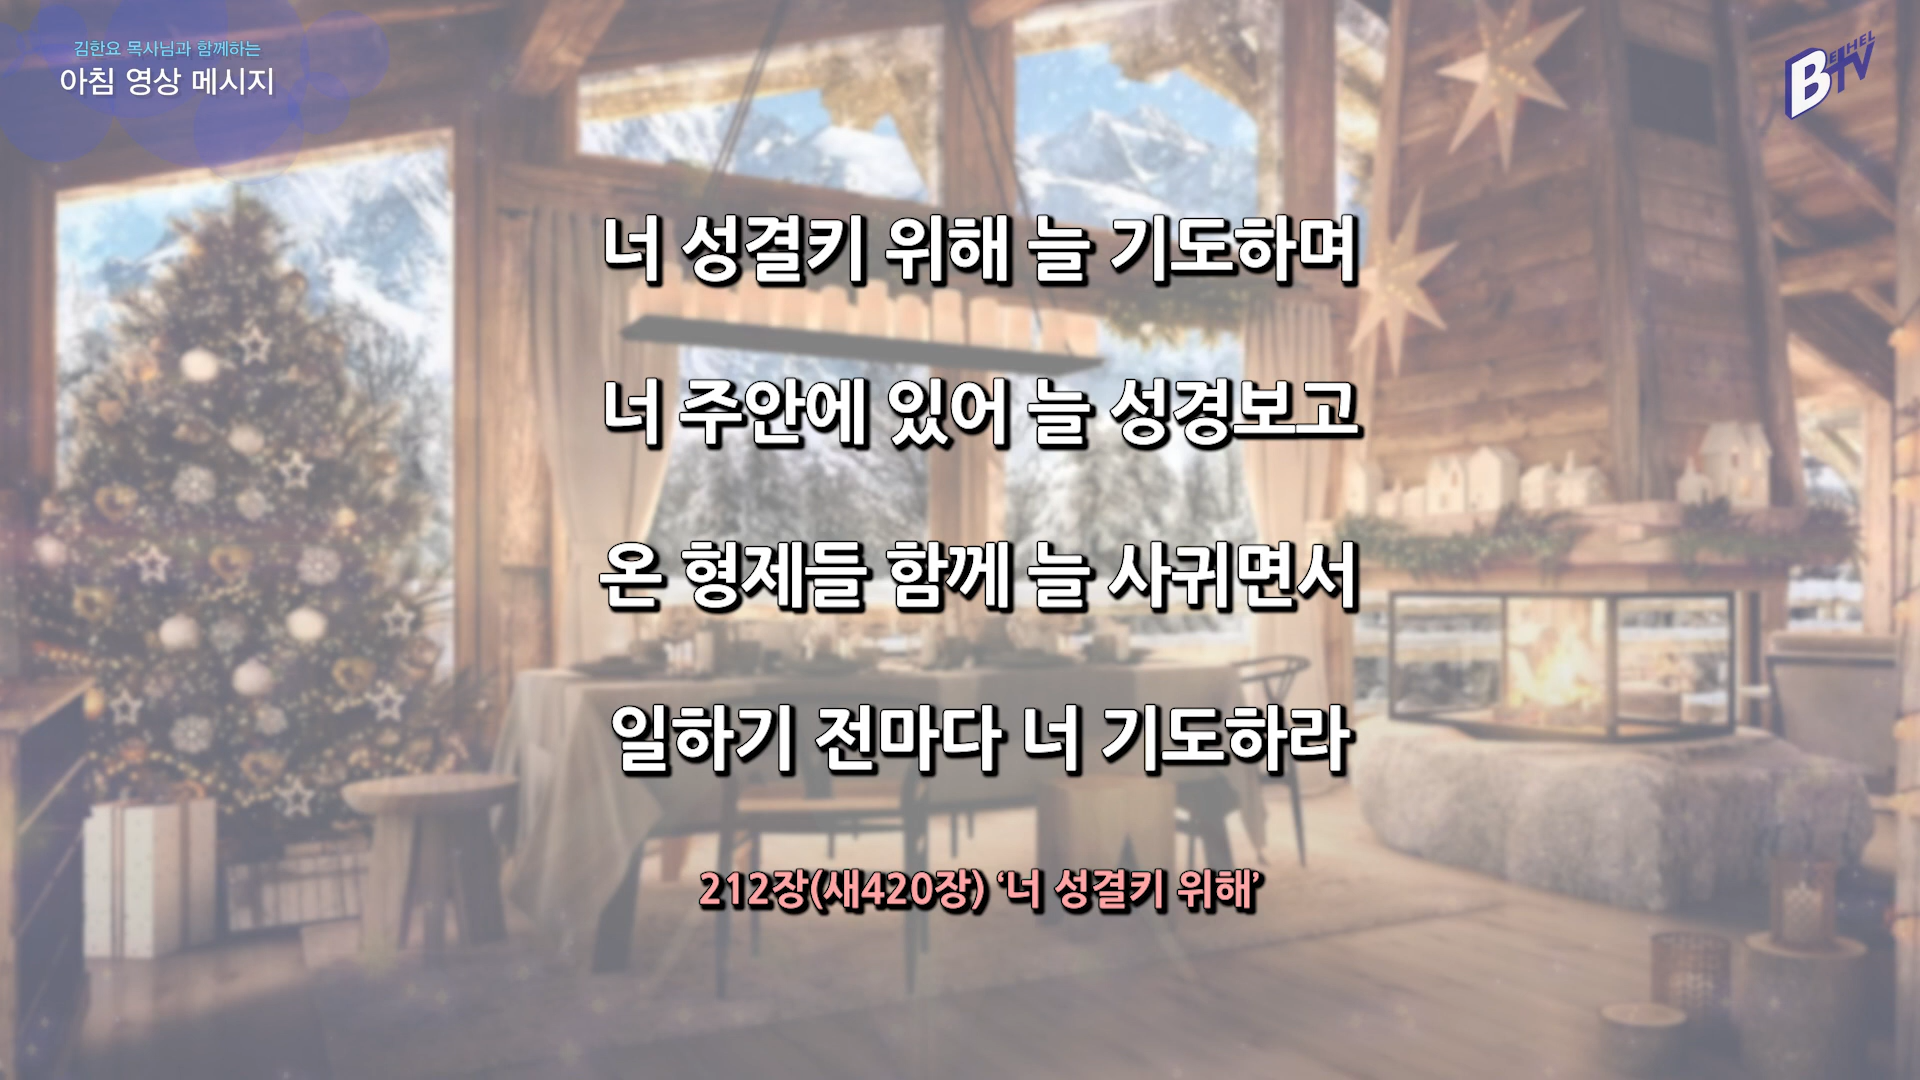 김한요 목사님과 함께하는
아침 영상 메시지
BETHEL TV
너 성결키 위해 늘 기도하며
너 주안에 있어 늘 성경보고
온 형제들 함께 늘 사귀면서
일하기 전마다 너 기도하라
212장(새420장) ‘너 성결키 위해’